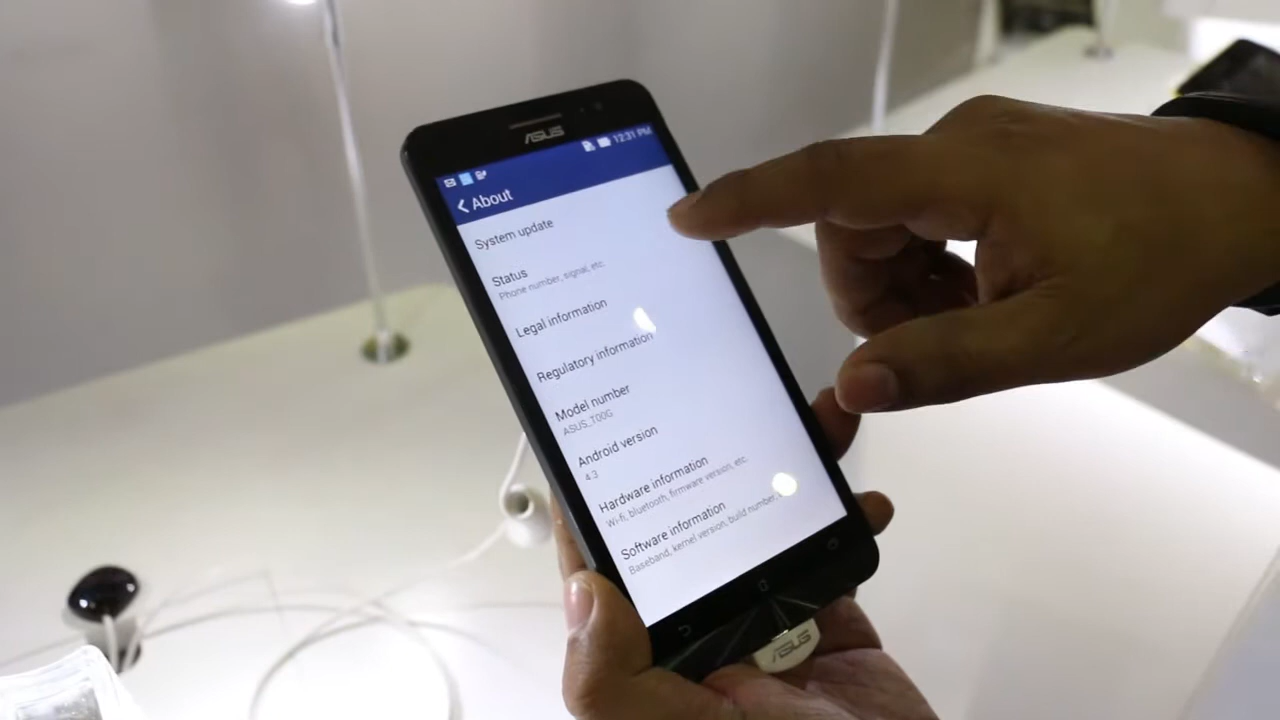 ASUS
12:31 PM
About
System update
Status
Phone number, signal, etc.
Legal information
Regulatory information
Model number
ASUS_T00G
Android version
4.3
Hardware information
Wi-fi, bluetooth, firmware version, etc.
Software information
Baseband, kernel version, build number,
ASUS